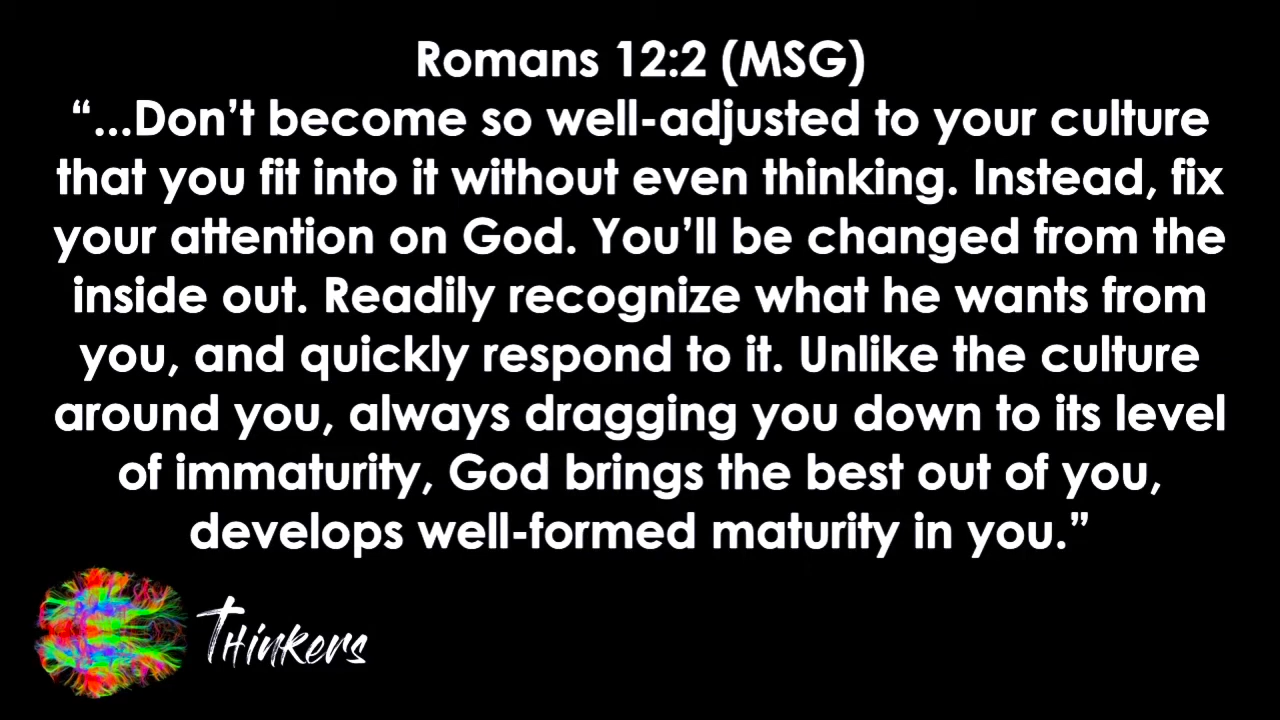 Romans 12:2 (MSG)
“...Don’t become so well-adjusted to your culture
that you fit into it without even thinking. Instead, fix
your attention on God. You’ll be changed from the
inside out. Readily recognize what he wants from
you, and quickly respond to it. Unlike the culture
around you, always dragging you down to its level
of immaturity, God brings the best out of you,
develops well-formed maturity in you.”
THinkers